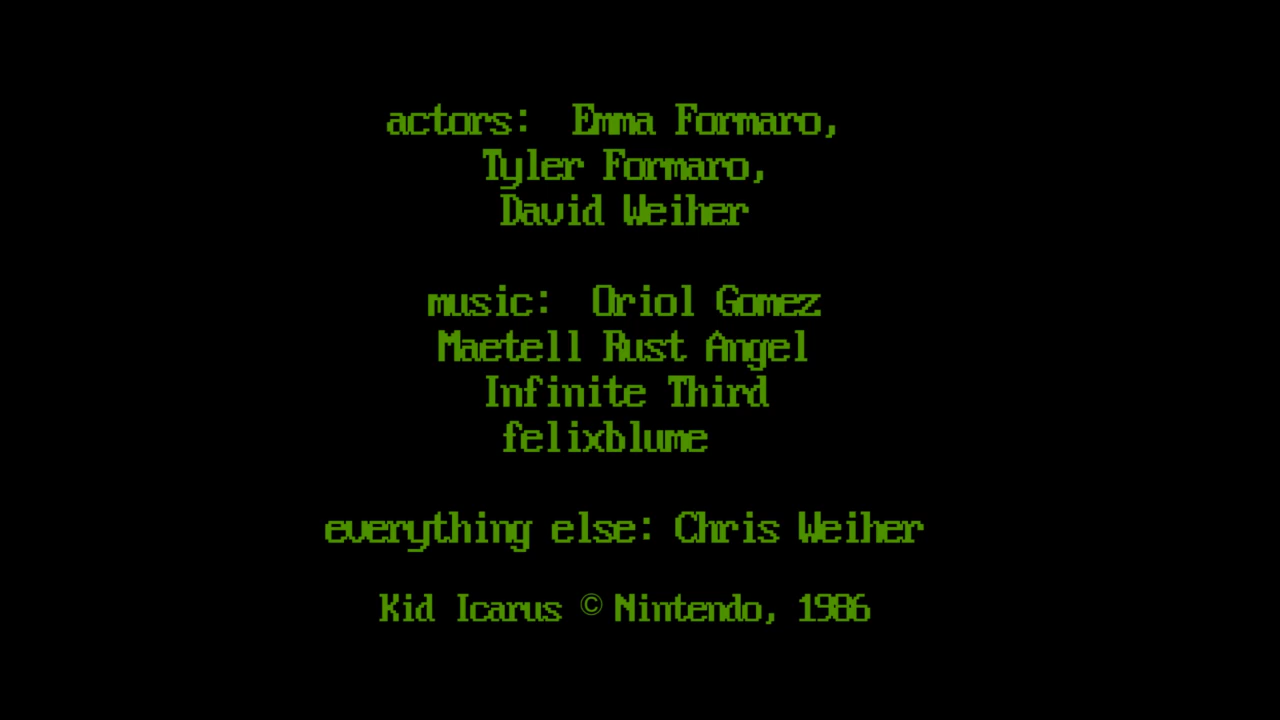 actors:  Emma Formaro,
Tyler Formaro,
David Weiher
music:  Oriol Gomez
Maetell Rust Angel
Infinite Third
felixblume
everything else: Chris Weiher
Kid Icarus © Nintendo, 1986